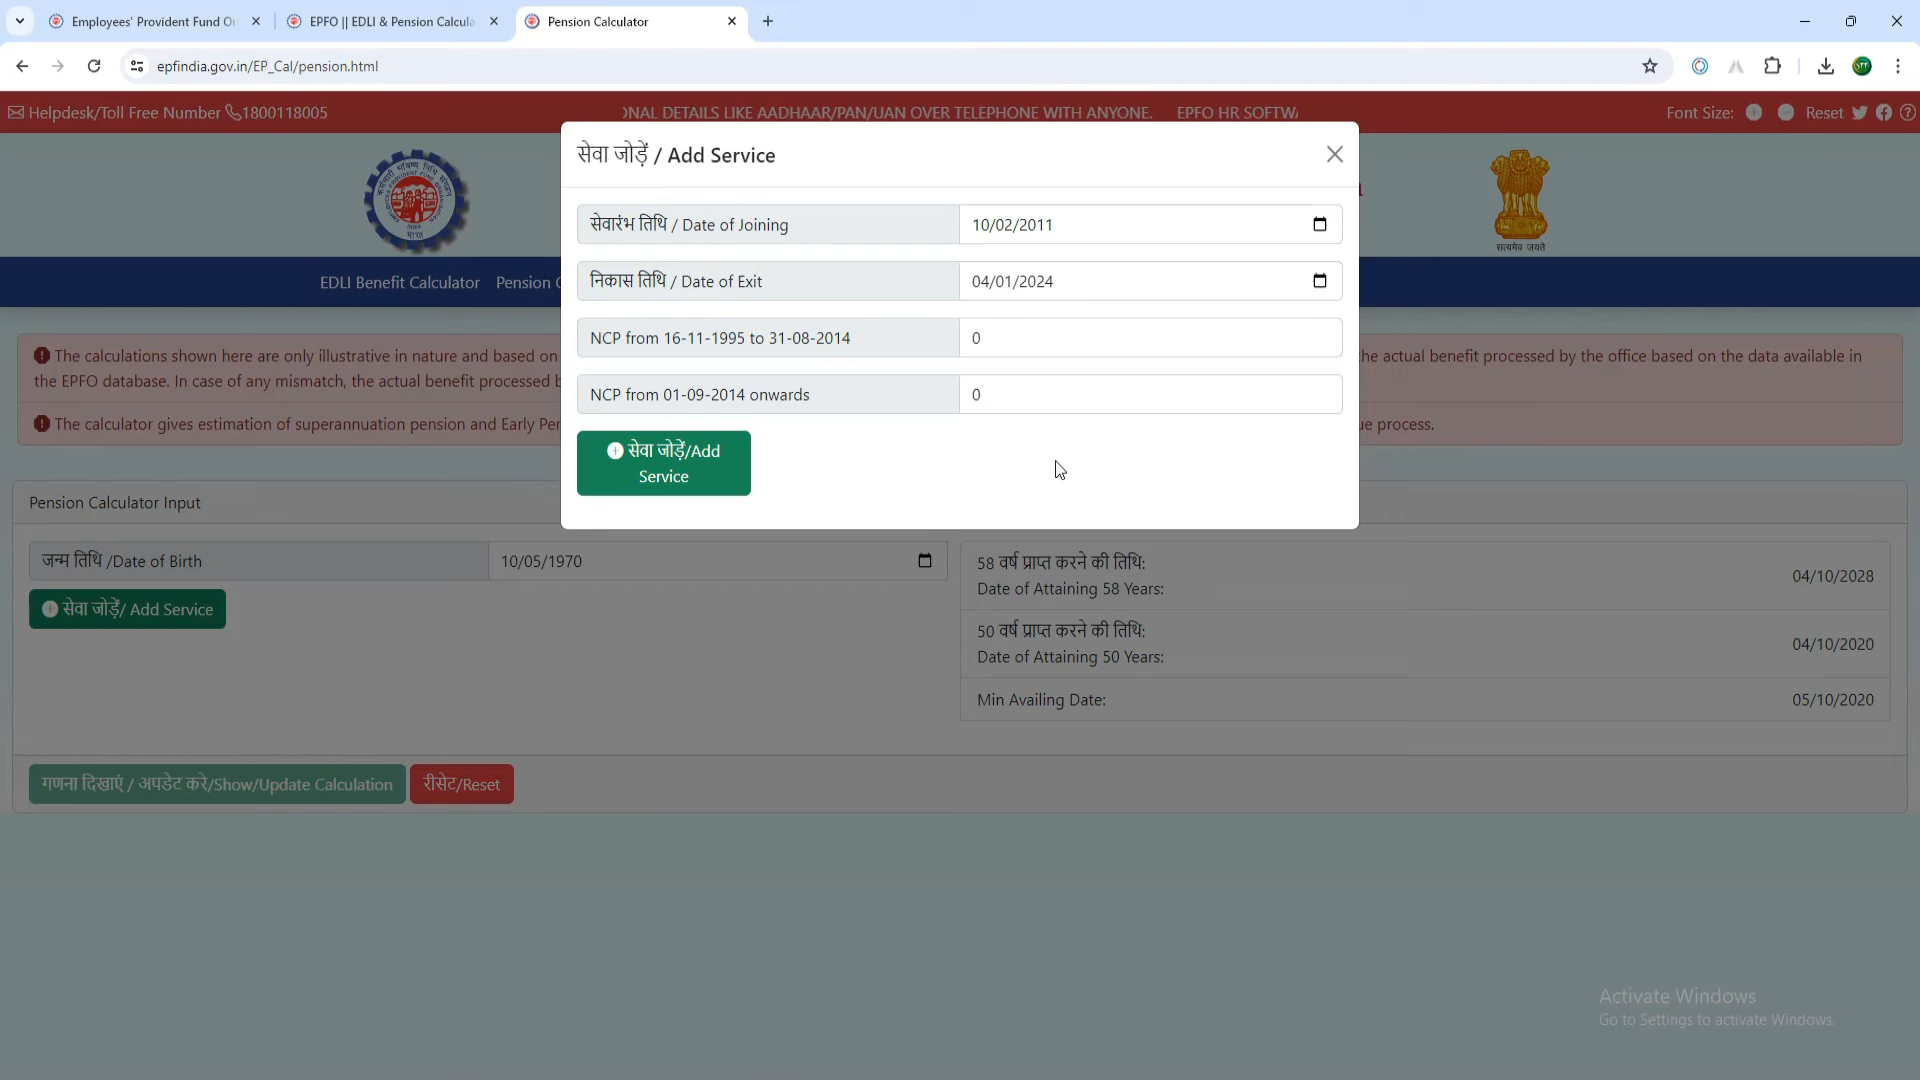 Employees' Provident Fund Or
EPFO || EDLI & Pension Calcula
Pension Calculator
epfindia.gov.in/EP_Cal/pension.html
Helpdesk/Toll Free Number 1800118005
ONAL DETAILS LIKE AADHAAR/PAN/UAN OVER TELEPHONE WITH ANYONE. EPFO HR SOFTWA
Font Size: Reset
सेवा जोड़ें / Add Service
सेवारंभ तिथि / Date of Joining 10/02/2011
निकास तिथि / Date of Exit 04/01/2024
NCP from 16-11-1995 to 31-08-2014 0
NCP from 01-09-2014 onwards 0
सेवा जोड़ें/Add
Service
सत्यमेव जयते
EDLI Benefit Calculator Pension C
The calculations shown here are only illustrative in nature and based on he actual benefit processed by the office based on the data available in
the EPFO database. In case of any mismatch, the actual benefit processed b
The calculator gives estimation of superannuation pension and Early Per ue process.
Pension Calculator Input
जन्म तिथि /Date of Birth 10/05/1970
सेवा जोड़ें/ Add Service
58 वर्ष प्राप्त करने की तिथि:
Date of Attaining 58 Years: 04/10/2028
50 वर्ष प्राप्त करने की तिथि:
Date of Attaining 50 Years: 04/10/2020
Min Availing Date: 05/10/2020
गणना दिखाएं / अपडेट करे/Show/Update Calculation रीसेट/Reset
Activate Windows
Go to Settings to activate Windows.